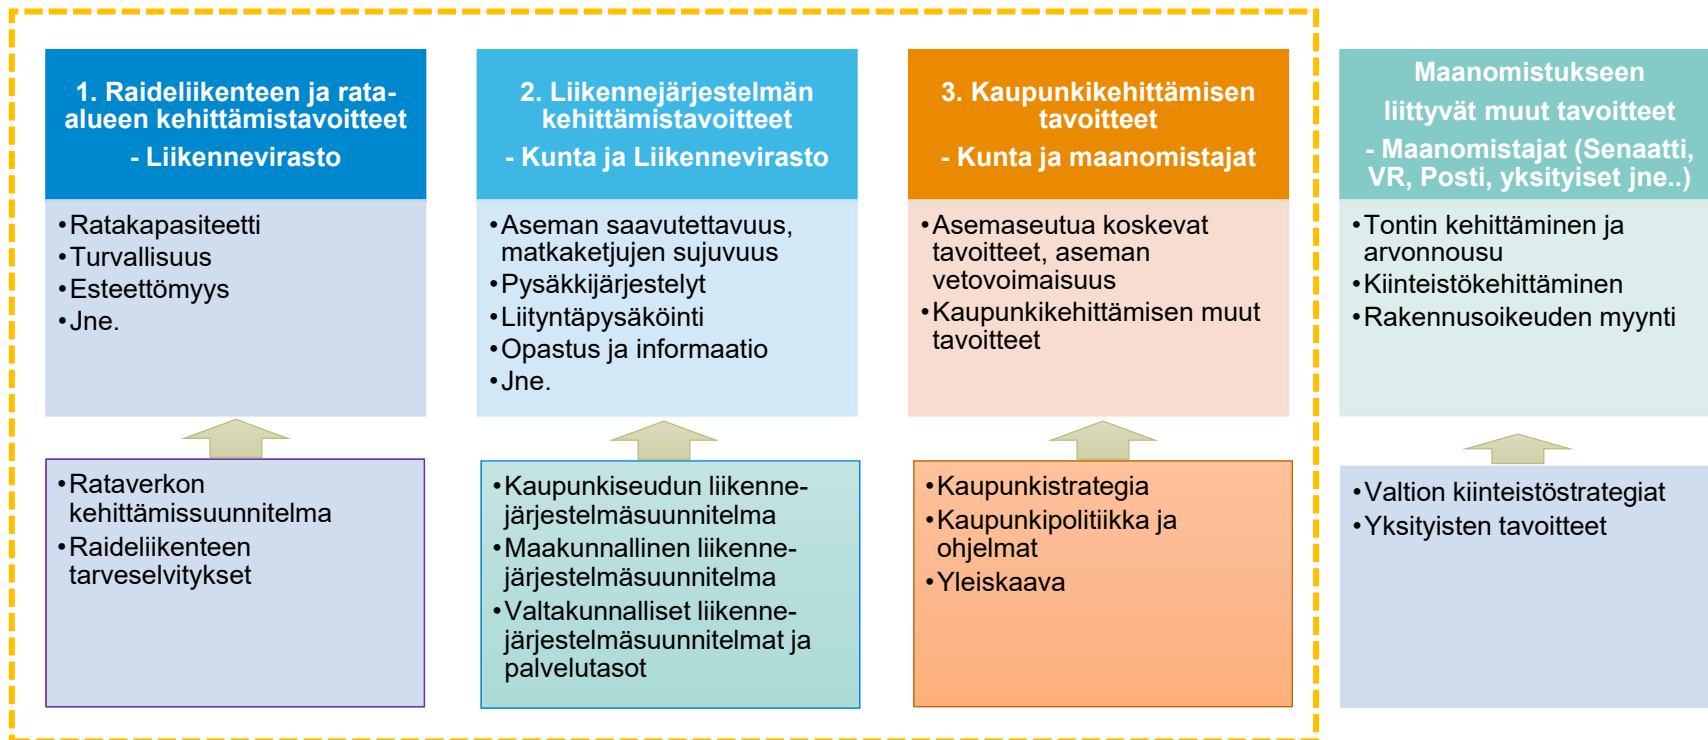 1. Raideliikenteen ja rata-
alueen kehittämistavoitteet
- Liikennevirasto
•Ratakapasiteetti
•Turvallisuus
•Esteettömyys
•Jne.
•Rataverkon
kehittämissuunnitelma
•Raideliikenteen
tarveselvitykset
2. Liikennejärjestelmän
kehittämistavoitteet
- Kunta ja Liikennevirasto
•Aseman saavutettavuus,
matkaketjujen sujuvuus
•Pysäkkijärjestelyt
•Liityntäpysäköinti
•Opastus ja informaatio
•Jne.
•Kaupunkiseudun liikenne-
järjestelmäsuunnitelma
•Maakunnallinen liikenne-
järjestelmäsuunnitelma
•Valtakunnalliset liikenne-
järjestelmäsuunnitelmat ja
palvelutasot
3. Kaupunkikehittämisen
tavoitteet
- Kunta ja maanomistajat
•Asemaseutua koskevat
tavoitteet, aseman
vetovoimaisuus
•Kaupunkikehittämisen muut
tavoitteet
•Kaupunkistrategia
•Kaupunkipolitiikka ja
ohjelmat
•Yleiskaava
Maanomistukseen
liittyvät muut tavoitteet
- Maanomistajat (Senaatti,
VR, Posti, yksityiset jne..)
•Tontin kehittäminen ja
arvonnousu
•Kiinteistökehittäminen
•Rakennusoikeuden myynti
•Valtion kiinteistöstrategiat
•Yksityisten tavoitteet